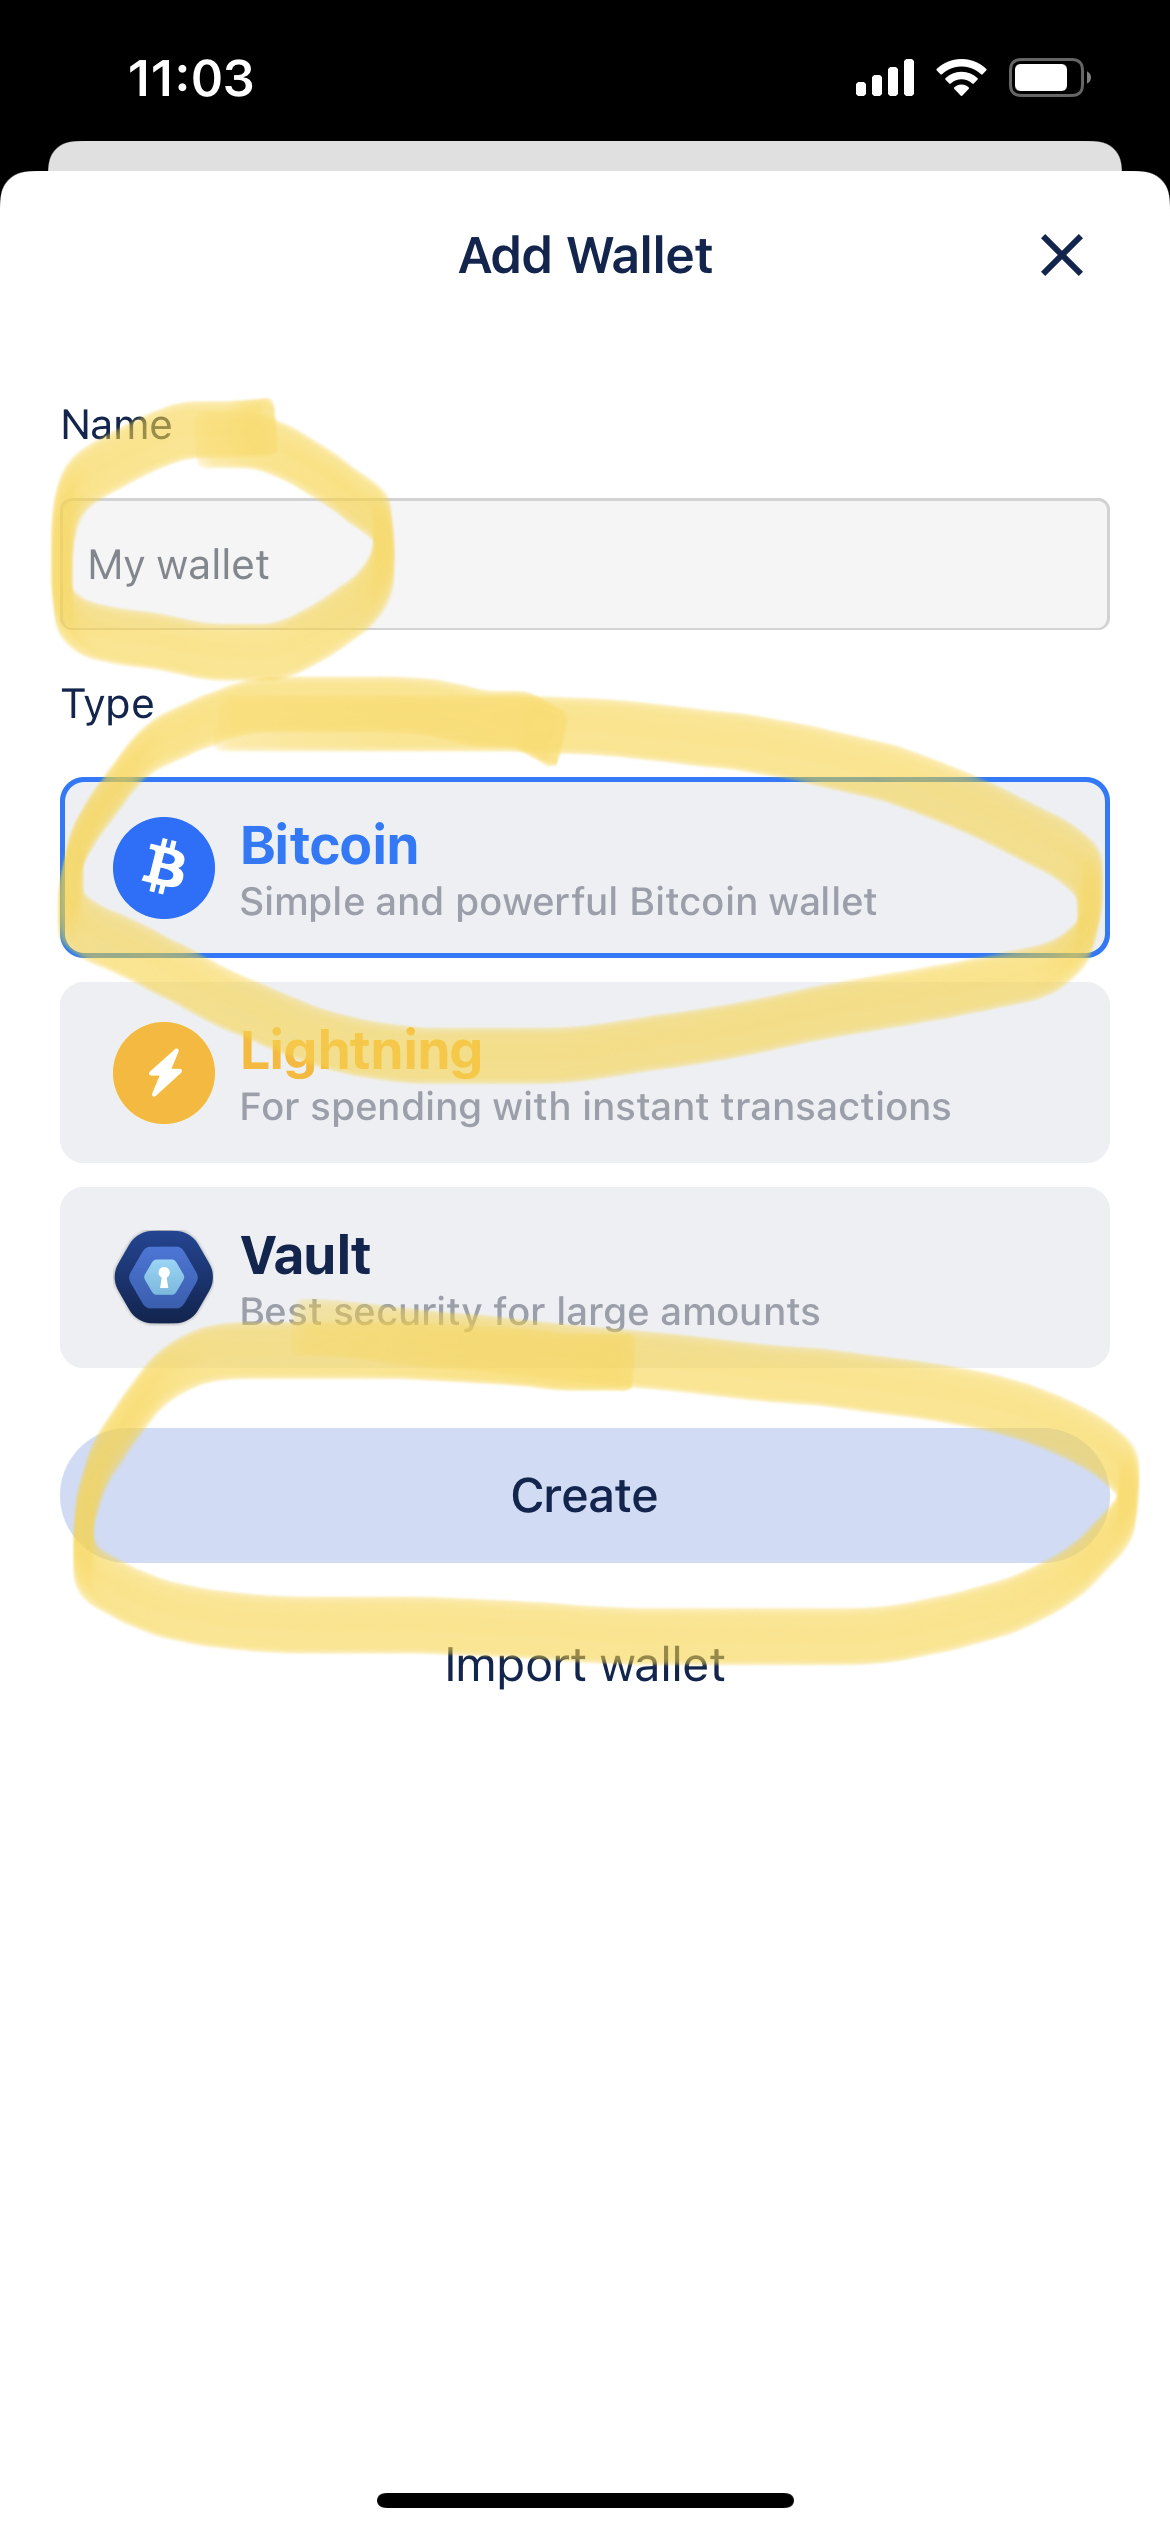 11:03
Add Wallet
Name
My wallet
Type
Bitcoin
Simple and powerful Bitcoin wallet
Lightning
For spending with instant transactions
Vault
Best security for large amounts
Create
Import wallet